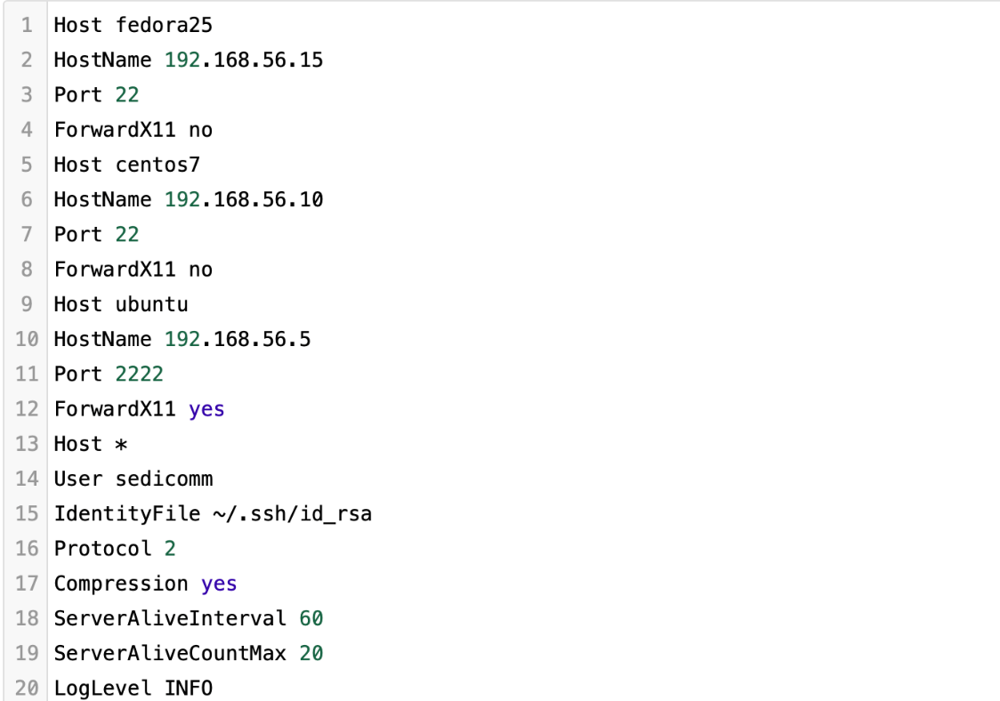 1 Host fedora25
2 HostName 192.168.56.15
3 Port 22
4 ForwardX11 no
5 Host centos7
6 HostName 192.168.56.10
7 Port 22
8 ForwardX11 no
9 Host ubuntu
10 HostName 192.168.56.5
11 Port 2222
12 ForwardX11 yes
13 Host *
14 User sedicomm
15 IdentityFile ~/.ssh/id_rsa
16 Protocol 2
17 Compression yes
18 ServerAliveInterval 60
19 ServerAliveCountMax 20
20 LogLevel INFO